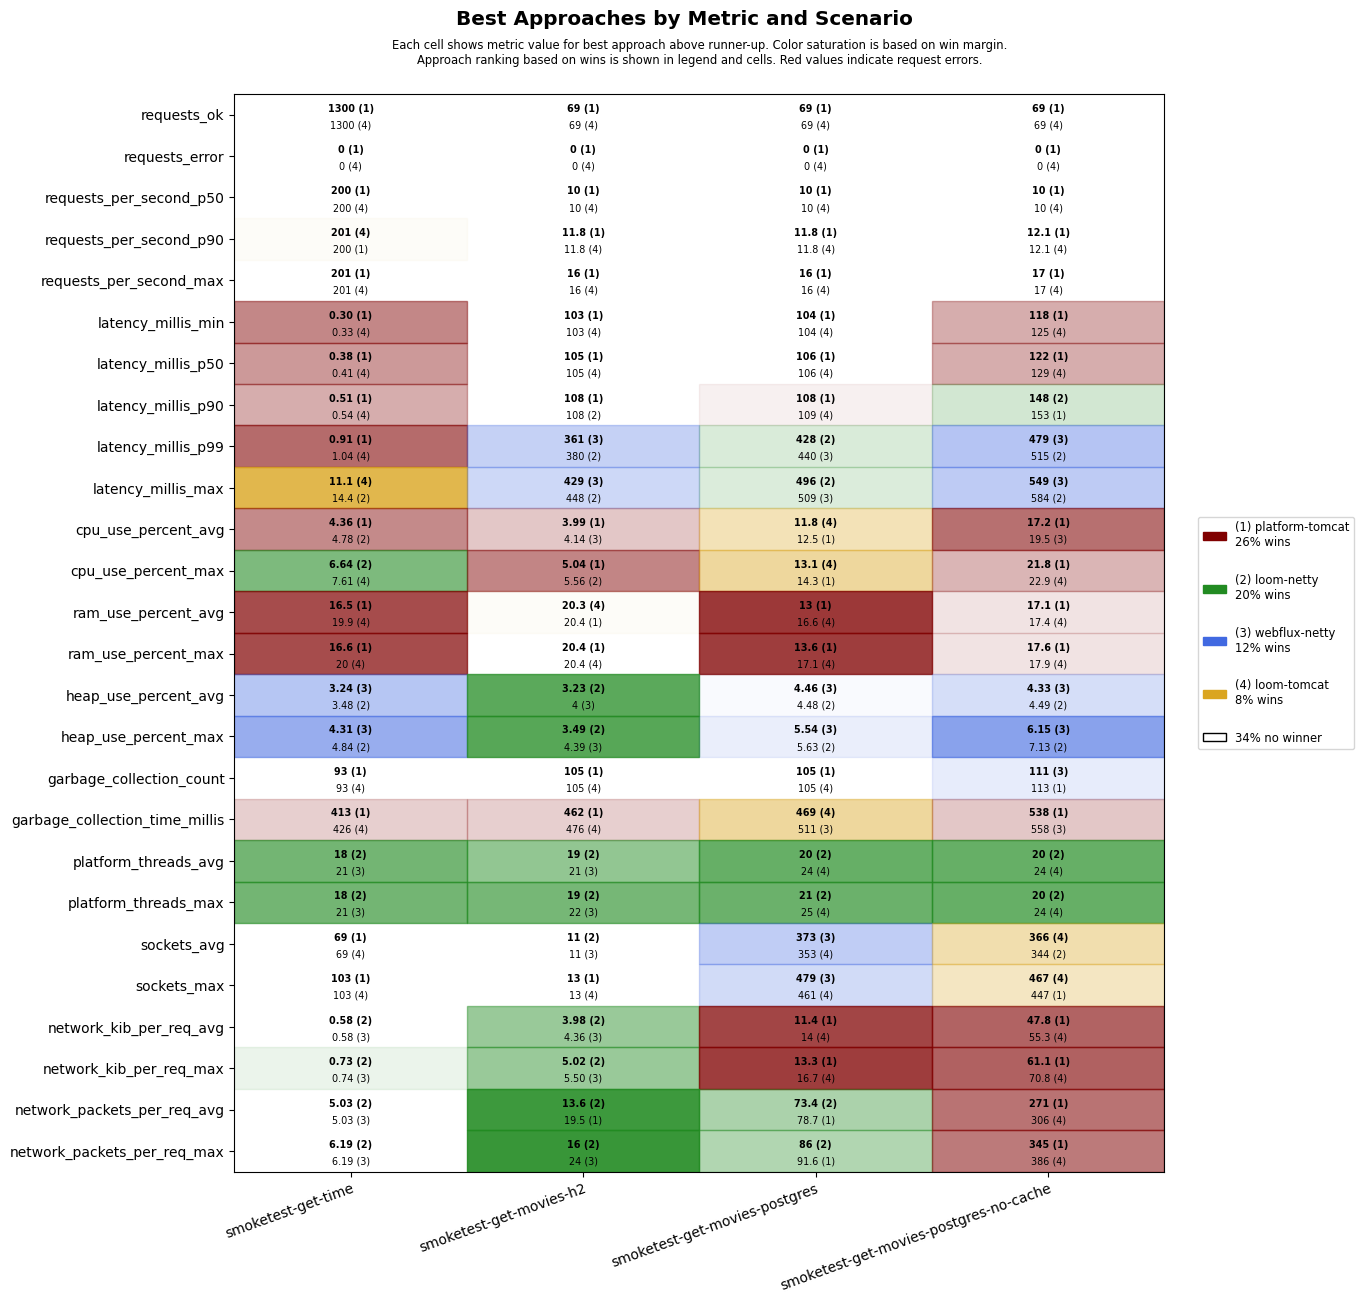 Best Approaches by Metric and Scenario
Each cell shows metric value for best approach above runner-up. Color saturation is based on win margin.
Approach ranking based on wins is shown in legend and cells. Red values indicate request errors.
requests_ok
1300 (1) 69 (1) 69 (1) 69 (1)
1300 (4) 69 (4) 69 (4) 69 (4)
requests_error
0 (1) 0 (1) 0 (1) 0 (1)
0 (4) 0 (4) 0 (4) 0 (4)
requests_per_second_p50
200 (1) 10 (1) 10 (1) 10 (1)
200 (4) 10 (4) 10 (4) 10 (4)
requests_per_second_p90
201 (4) 11.8 (1) 11.8 (1) 12.1 (1)
200 (1) 11.8 (4) 11.8 (4) 12.1 (4)
requests_per_second_max
201 (1) 16 (1) 16 (1) 17 (1)
201 (4) 16 (4) 16 (4) 17 (4)
latency_millis_min
0.30 (1) 103 (1) 104 (1) 118 (1)
0.33 (4) 103 (4) 104 (4) 125 (4)
latency_millis_p50
0.38 (1) 105 (1) 106 (1) 122 (1)
0.41 (4) 105 (4) 106 (4) 129 (4)
latency_millis_p90
0.51 (1) 108 (1) 108 (1) 148 (2)
0.54 (4) 108 (2) 109 (4) 153 (1)
latency_millis_p99
0.91 (1) 361 (3) 428 (2) 479 (3)
1.04 (4) 380 (2) 440 (3) 515 (2)
latency_millis_max
11.1 (4) 429 (3) 496 (2) 549 (3)
14.4 (2) 448 (2) 509 (3) 584 (2)
cpu_use_percent_avg
4.36 (1) 3.99 (1) 11.8 (4) 17.2 (1)
4.78 (2) 4.14 (3) 12.5 (1) 19.5 (3)
cpu_use_percent_max
6.64 (2) 5.04 (1) 13.1 (4) 21.8 (1)
7.61 (4) 5.56 (2) 14.3 (1) 22.9 (4)
ram_use_percent_avg
16.5 (1) 20.3 (4) 13 (1) 17.1 (1)
19.9 (4) 20.4 (1) 16.6 (4) 17.4 (4)
ram_use_percent_max
16.6 (1) 20.4 (1) 13.6 (1) 17.6 (1)
20 (4) 20.4 (4) 17.1 (4) 17.9 (4)
heap_use_percent_avg
3.24 (3) 3.23 (2) 4.46 (3) 4.33 (3)
3.48 (2) 4 (3) 4.48 (2) 4.49 (2)
heap_use_percent_max
4.31 (3) 3.49 (2) 5.54 (3) 6.15 (3)
4.84 (2) 4.39 (3) 5.63 (2) 7.13 (2)
garbage_collection_count
93 (1) 105 (1) 105 (1) 111 (3)
93 (4) 105 (4) 105 (4) 113 (1)
garbage_collection_time_millis
413 (1) 462 (1) 469 (4) 538 (1)
426 (4) 476 (4) 511 (3) 558 (3)
platform_threads_avg
18 (2) 19 (2) 20 (2) 20 (2)
21 (3) 21 (3) 24 (4) 24 (4)
platform_threads_max
18 (2) 19 (2) 21 (2) 20 (2)
21 (3) 22 (3) 25 (4) 24 (4)
sockets_avg
69 (1) 11 (2) 373 (3) 366 (4)
69 (4) 11 (3) 353 (4) 344 (2)
sockets_max
103 (1) 13 (1) 479 (3) 467 (4)
103 (4) 13 (4) 461 (4) 447 (1)
network_kib_per_req_avg
0.58 (2) 3.98 (2) 11.4 (1) 47.8 (1)
0.58 (3) 4.36 (3) 14 (4) 55.3 (4)
network_kib_per_req_max
0.73 (2) 5.02 (2) 13.3 (1) 61.1 (1)
0.74 (3) 5.50 (3) 16.7 (4) 70.8 (4)
network_packets_per_req_avg
5.03 (2) 13.6 (2) 73.4 (2) 271 (1)
5.03 (3) 19.5 (1) 78.7 (1) 306 (4)
network_packets_per_req_max
6.19 (2) 16 (2) 86 (2) 345 (1)
6.19 (3) 24 (3) 91.6 (1) 386 (4)
smoketest-get-time
smoketest-get-movies-h2
smoketest-get-movies-postgres
smoketest-get-movies-postgres-no-cache
(1) platform-tomcat
26% wins
(2) loom-netty
20% wins
(3) webflux-netty
12% wins
(4) loom-tomcat
8% wins
34% no winner